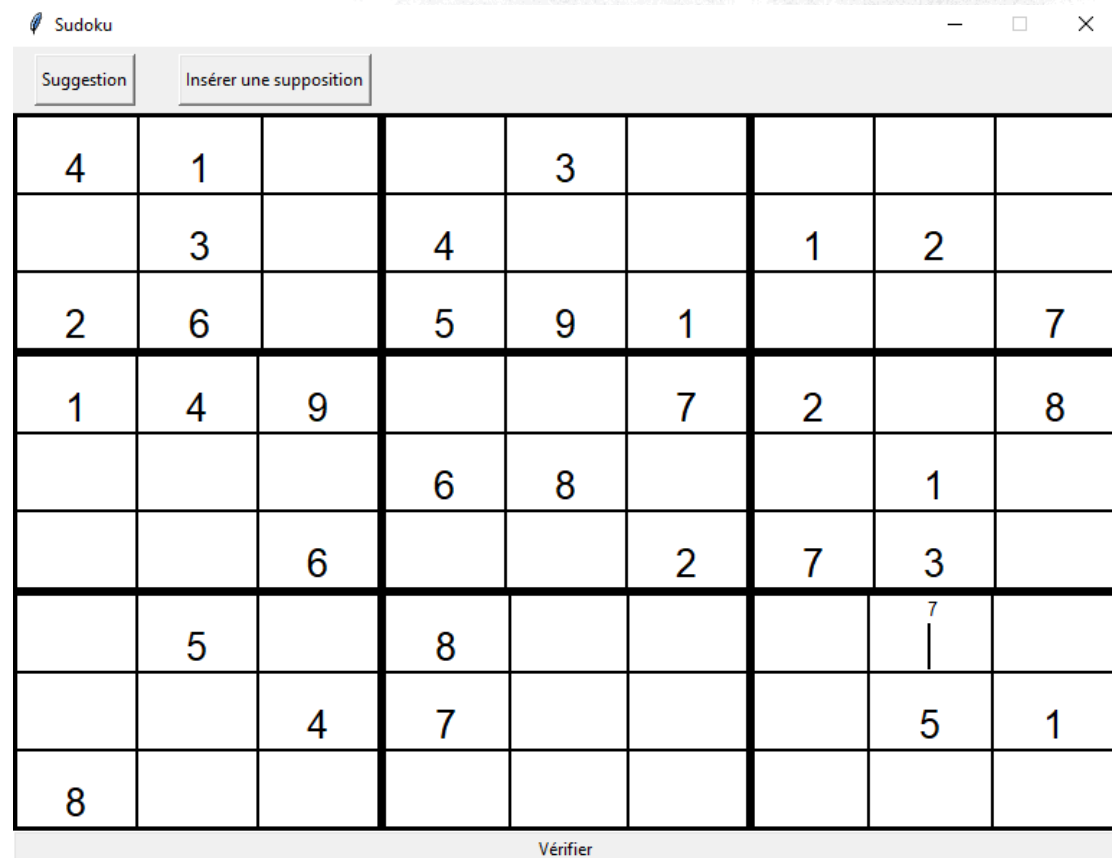 Sudoku
Suggestion Insérer une supposition
4 1 3
3 4 1 2
2 6 5 9 1 7
1 4 9 7 2 8
6 8 1
6 2 7 3
7
5 8
4 7 5 1
8
Vérifier